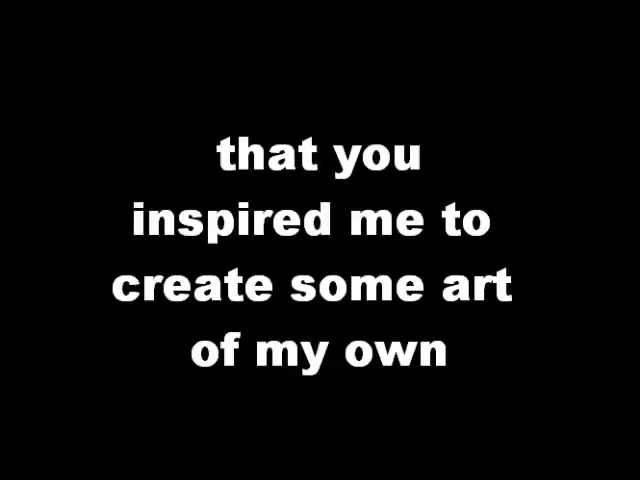 that you
inspired me to
create some art
of my own